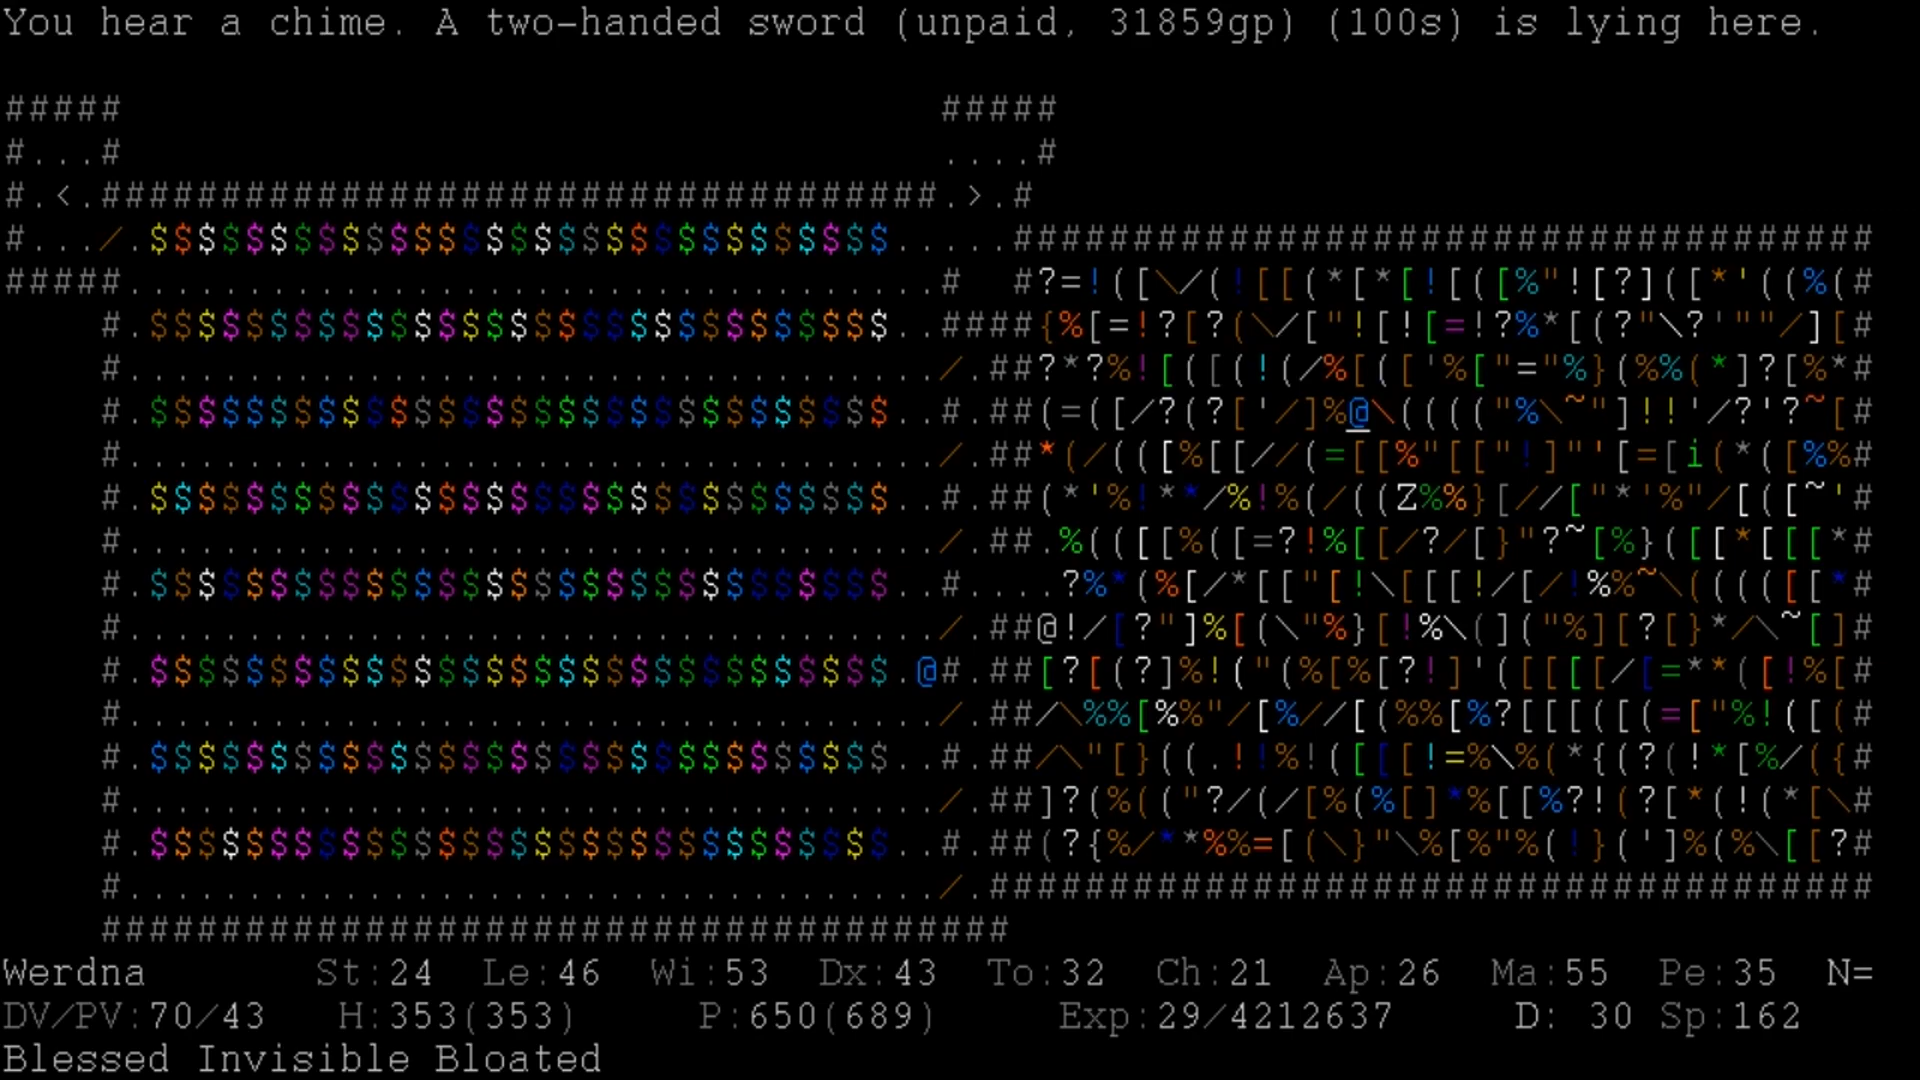 You hear a chime. A two-handed sword (unpaid, 31859gp) (100s) is lying here.
Werdna St:24 Le:46 Wi:53 Dx:43 To:32 Ch:21 Ap:26 Ma:55 Pe:35 N=
DV/PV:70/43 H:353(353) P:650(689) Exp:29/4212637 D: 30 Sp:162
Blessed Invisible Bloated